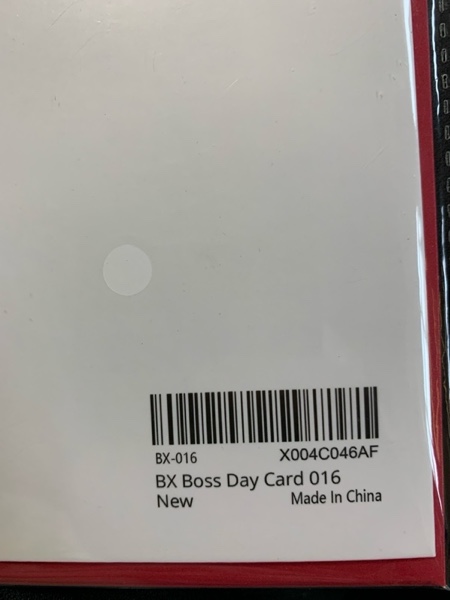 BX-016 X004C046AF
BX Boss Day Card 016
New Made In China